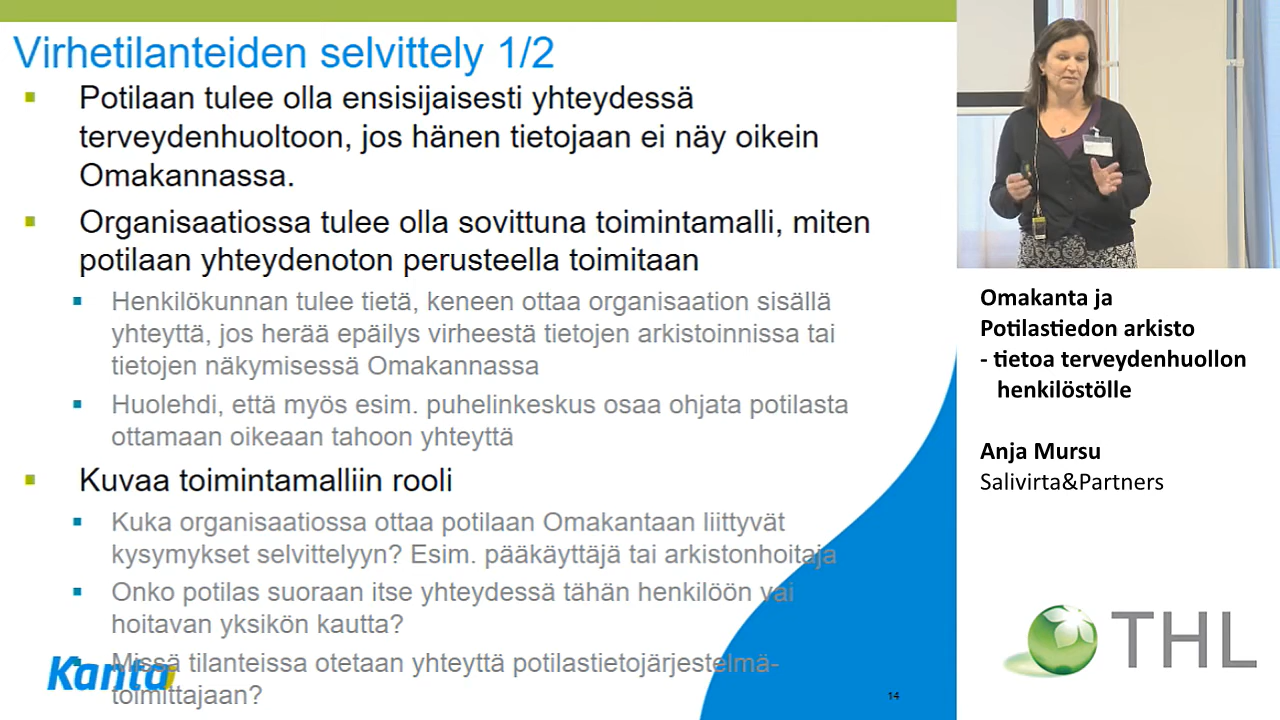 Virhetilanteiden selvittely 1/2
Potilaan tulee olla ensisijaisesti yhteydessä
terveydenhuoltoon, jos hänen tietojaan ei näy oikein
Omakannassa.
Organisaatiossa tulee olla sovittuna toimintamalli, miten
potilaan yhteydenoton perusteella toimitaan
Henkilökunnan tulee tietä, keneen ottaa organisaation sisällä
yhteyttä, jos herää epäilys virheestä tietojen arkistoinnissa tai
tietojen näkymisessä Omakannassa
Huolehdi, että myös esim. puhelinkeskus osaa ohjata potilasta
ottamaan oikeaan tahoon yhteyttä
Kuvaa toimintamalliin rooli
Kuka organisaatiossa ottaa potilaan Omakantaan liittyvät
kysymykset selvittelyyn? Esim. pääkäyttäjä tai arkistonhoitaja
Onko potilas suoraan itse yhteydessä tähän henkilöön vai
hoitavan yksikön kautta?
Missä tilanteissa otetaan yhteyttä potilastietojärjestelmä-
toimittajaan?
Kanta
14
Omakanta ja
Potilastiedon arkisto
- tietoa terveydenhuollon
henkilöstölle
Anja Mursu
Salivirta&Partners
THL